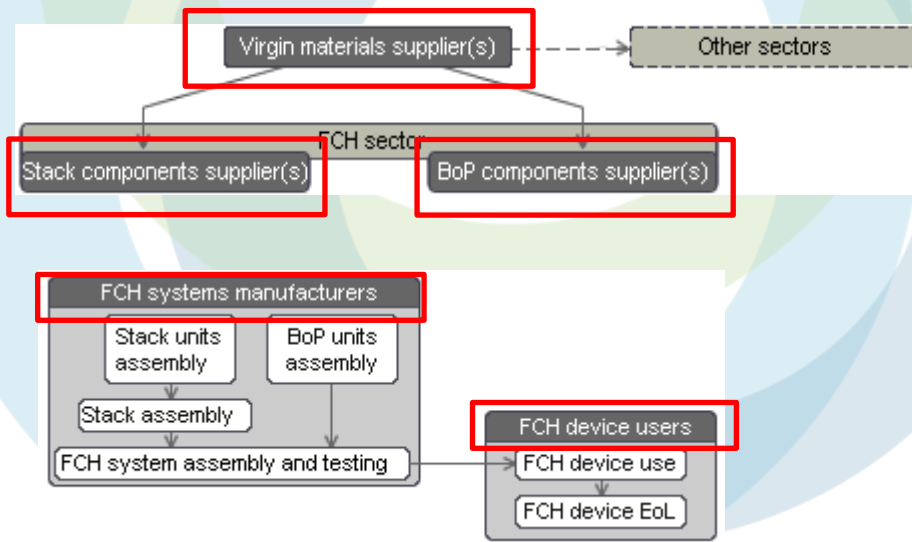 Virgin materials supplier(s)
Other sectors
FCH sector
Stack components supplier(s)
BoP components supplier(s)
FCH systems manufacturers
Stack units
assembly
BoP units
assembly
Stack assembly
FCH system assembly and testing
FCH device users
FCH device use
FCH device EoL